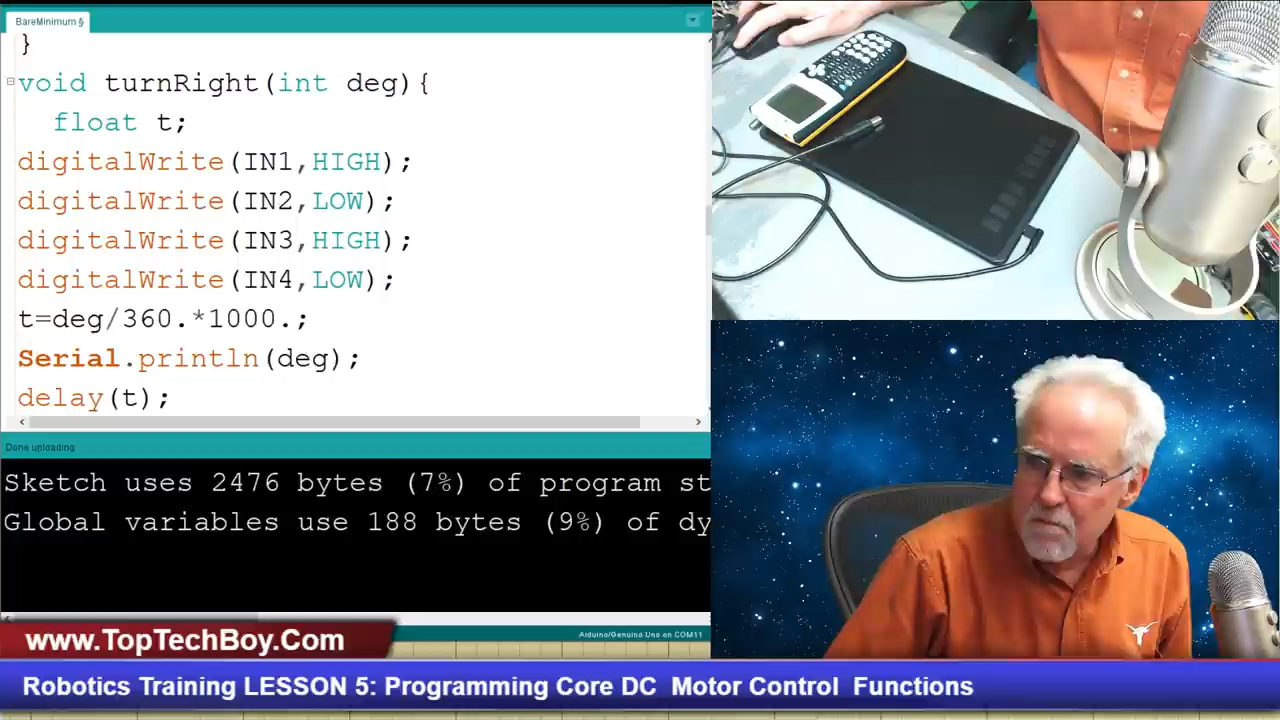 BareMinimum §
}
void turnRight(int deg){
float t;
digitalWrite(IN1,HIGH);
digitalWrite(IN2,LOW);
digitalWrite(IN3,HIGH);
digitalWrite(IN4,LOW);
t=deg/360.*1000.;
Serial.println(deg);
delay(t);
Done uploading.
Sketch uses 2476 bytes (7%) of program st
Global variables use 188 bytes (9%) of dy
Arduino/Genuino Uno on COM11
www.TopTechBoy.Com
Robotics Training LESSON 5: Programming Core DC Motor Control Functions